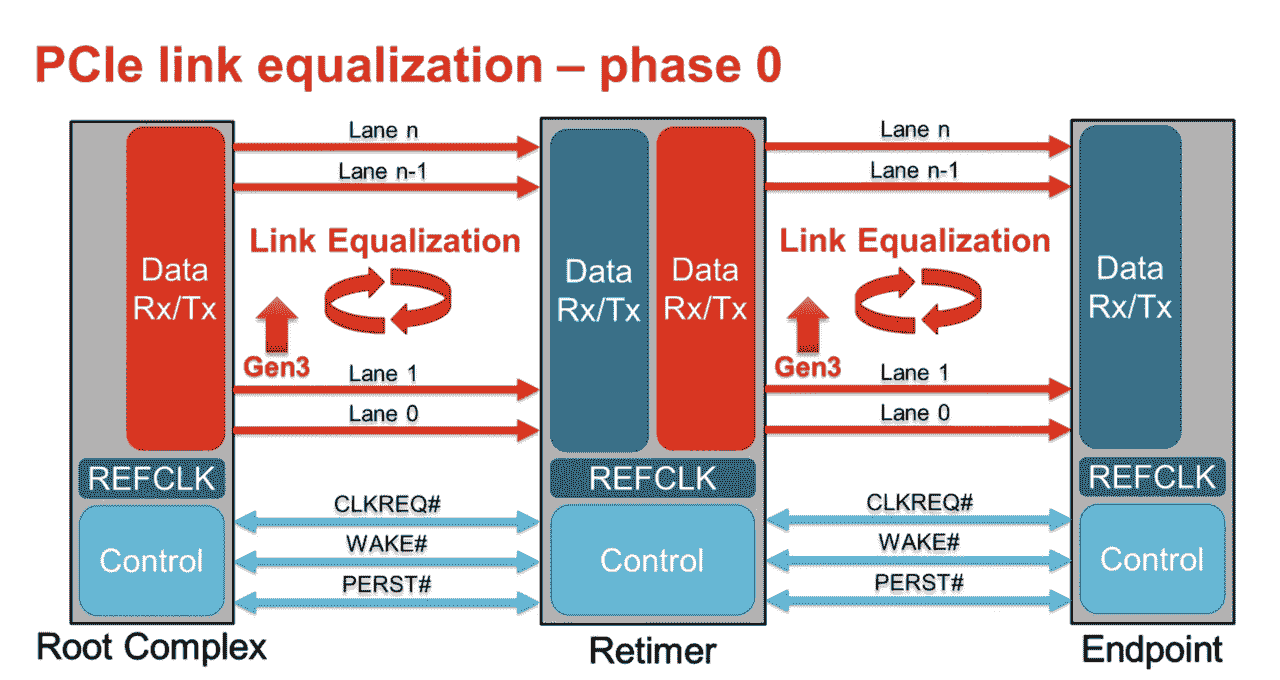 PCIe link equalization – phase 0
Lane n
Lane n-1
Link Equalization
Gen3
Lane 1
Lane 0
Lane n
Lane n-1
Link Equalization
Gen3
Lane 1
Lane 0
Data
Rx/Tx
Data
Rx/Tx
Data
Rx/Tx
Data
Rx/Tx
REFCLK
REFCLK
REFCLK
CLKREQ#
WAKE#
PERST#
CLKREQ#
WAKE#
PERST#
Control
Control
Control
Root Complex
Retimer
Endpoint